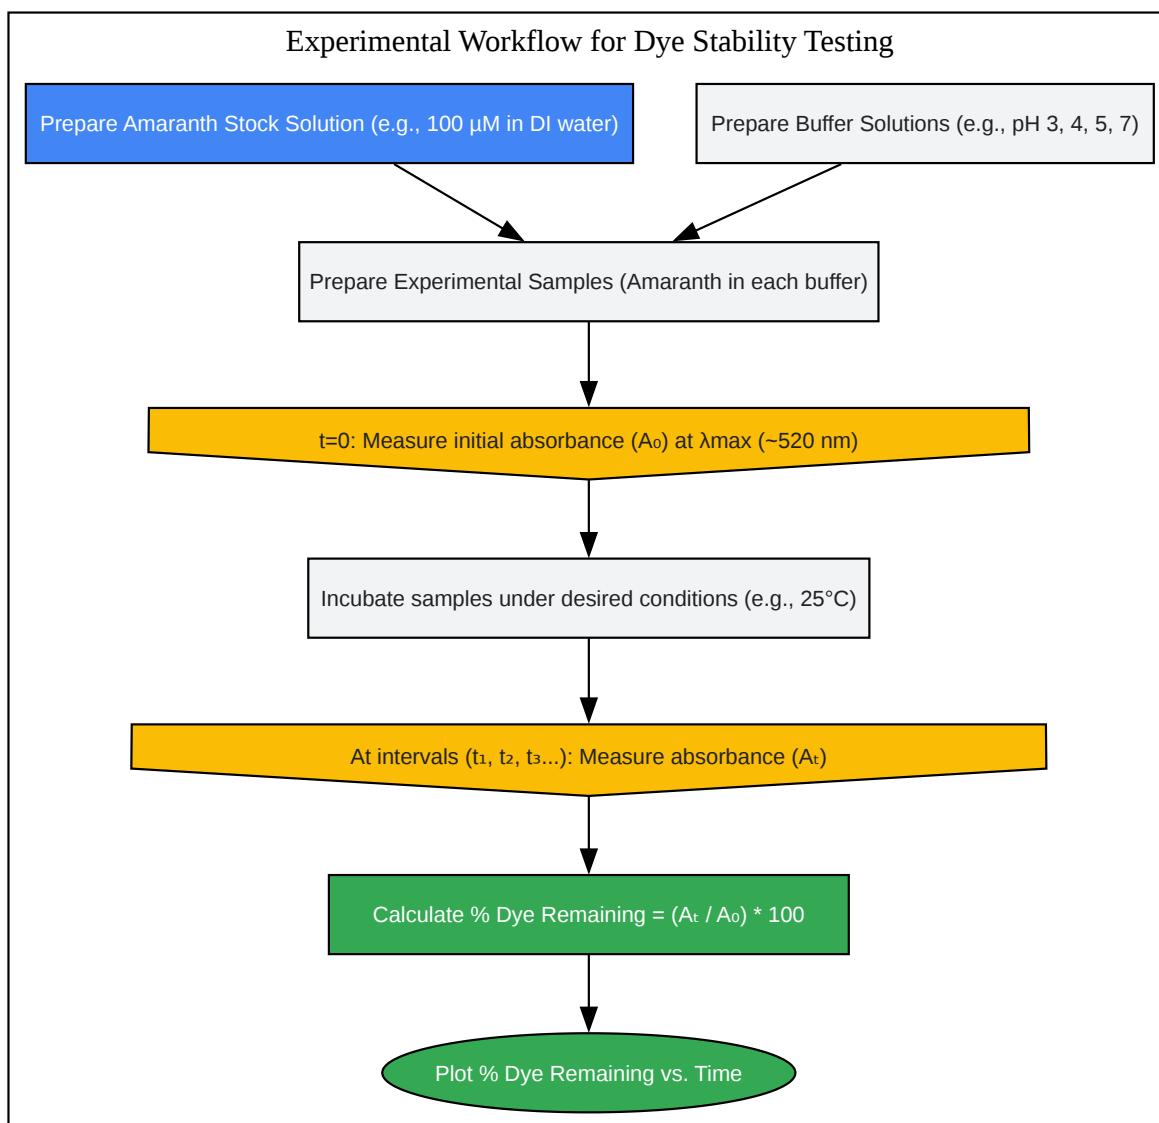 Experimental Workflow for Dye Stability Testing
Prepare Amaranth Stock Solution (e.g., 100 µM in DI water)
Prepare Buffer Solutions (e.g., pH 3, 4, 5, 7)
Prepare Experimental Samples (Amaranth in each buffer)
t=0: Measure initial absorbance (A₀) at λmax (~520 nm)
Incubate samples under desired conditions (e.g., 25°C)
At intervals (t₁, t₂, t₃...): Measure absorbance (Aₜ)
Calculate % Dye Remaining = (Aₜ / A₀) * 100
Plot % Dye Remaining vs. Time